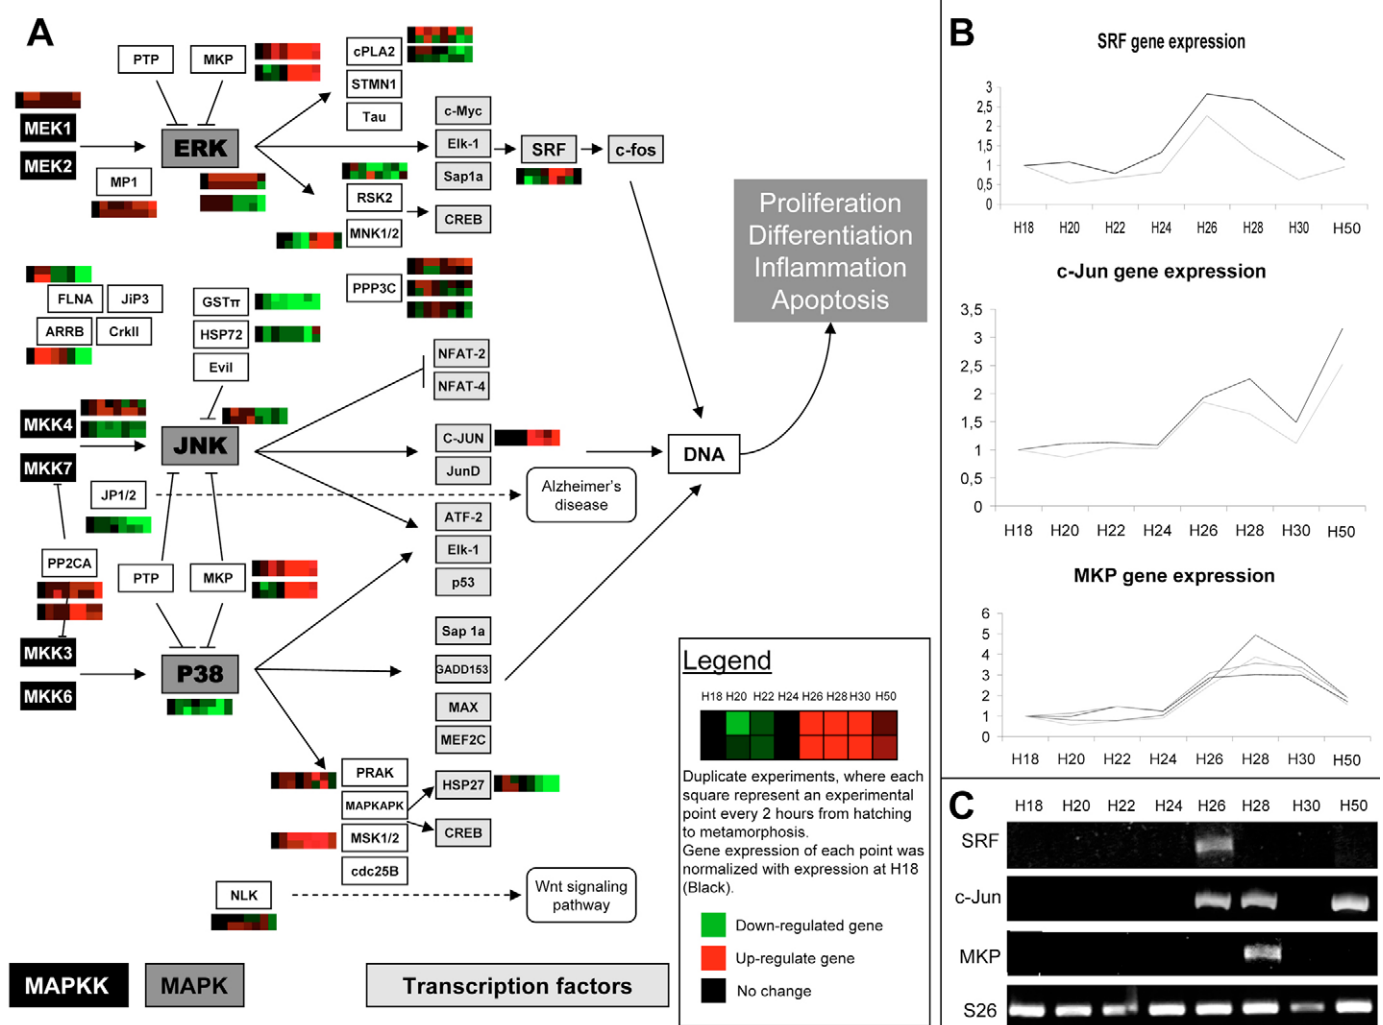 A
PTP
MKP
cPLA2
STMN1
Tau
MEK1
MEK2
ERK
MP1
c-Myc
Elk-1
Sap1a
SRF
c-fos
RSK2
CREB
MNK1/2
PPP3C
Proliferation
Differentiation
Inflammation
Apoptosis
FLNA
JiP3
ARRB
CrkII
GSTπ
HSP72
Evil
NFAT-2
NFAT-4
MKK4
MKK7
JNK
C-JUN
JunD
DNA
JP1/2
Alzheimer's
disease
ATF-2
Elk-1
p53
PP2CA
PTP
MKP
MKK3
MKK6
P38
Sap 1a
GADD153
MAX
MEF2C
PRAK
MAPKAPK
MSK1/2
cdc25B
HSP27
CREB
NLK
Wnt signaling
pathway
MAPKK
MAPK
Transcription factors
Legend
H18 H20 H22 H24 H26 H28 H30 H50
Duplicate experiments, where each
square represent an experimental
point every 2 hours from hatching
to metamorphosis.
Gene expression of each point was
normalized with expression at H18
(Black).
Down-regulated gene
Up-regulate gene
No change
B
SRF gene expression
3
2,5
2
1,5
1
0,5
0
H18 H20 H22 H24 H26 H28 H30 H50
c-Jun gene expression
3,5
3
2,5
2
1,5
1
0,5
0
H18 H20 H22 H24 H26 H28 H30 H50
MKP gene expression
6
5
4
3
2
1
0
H18 H20 H22 H24 H26 H28 H30 H50
C
H18 H20 H22 H24 H26 H28 H30 H50
SRF
c-Jun
MKP
S26